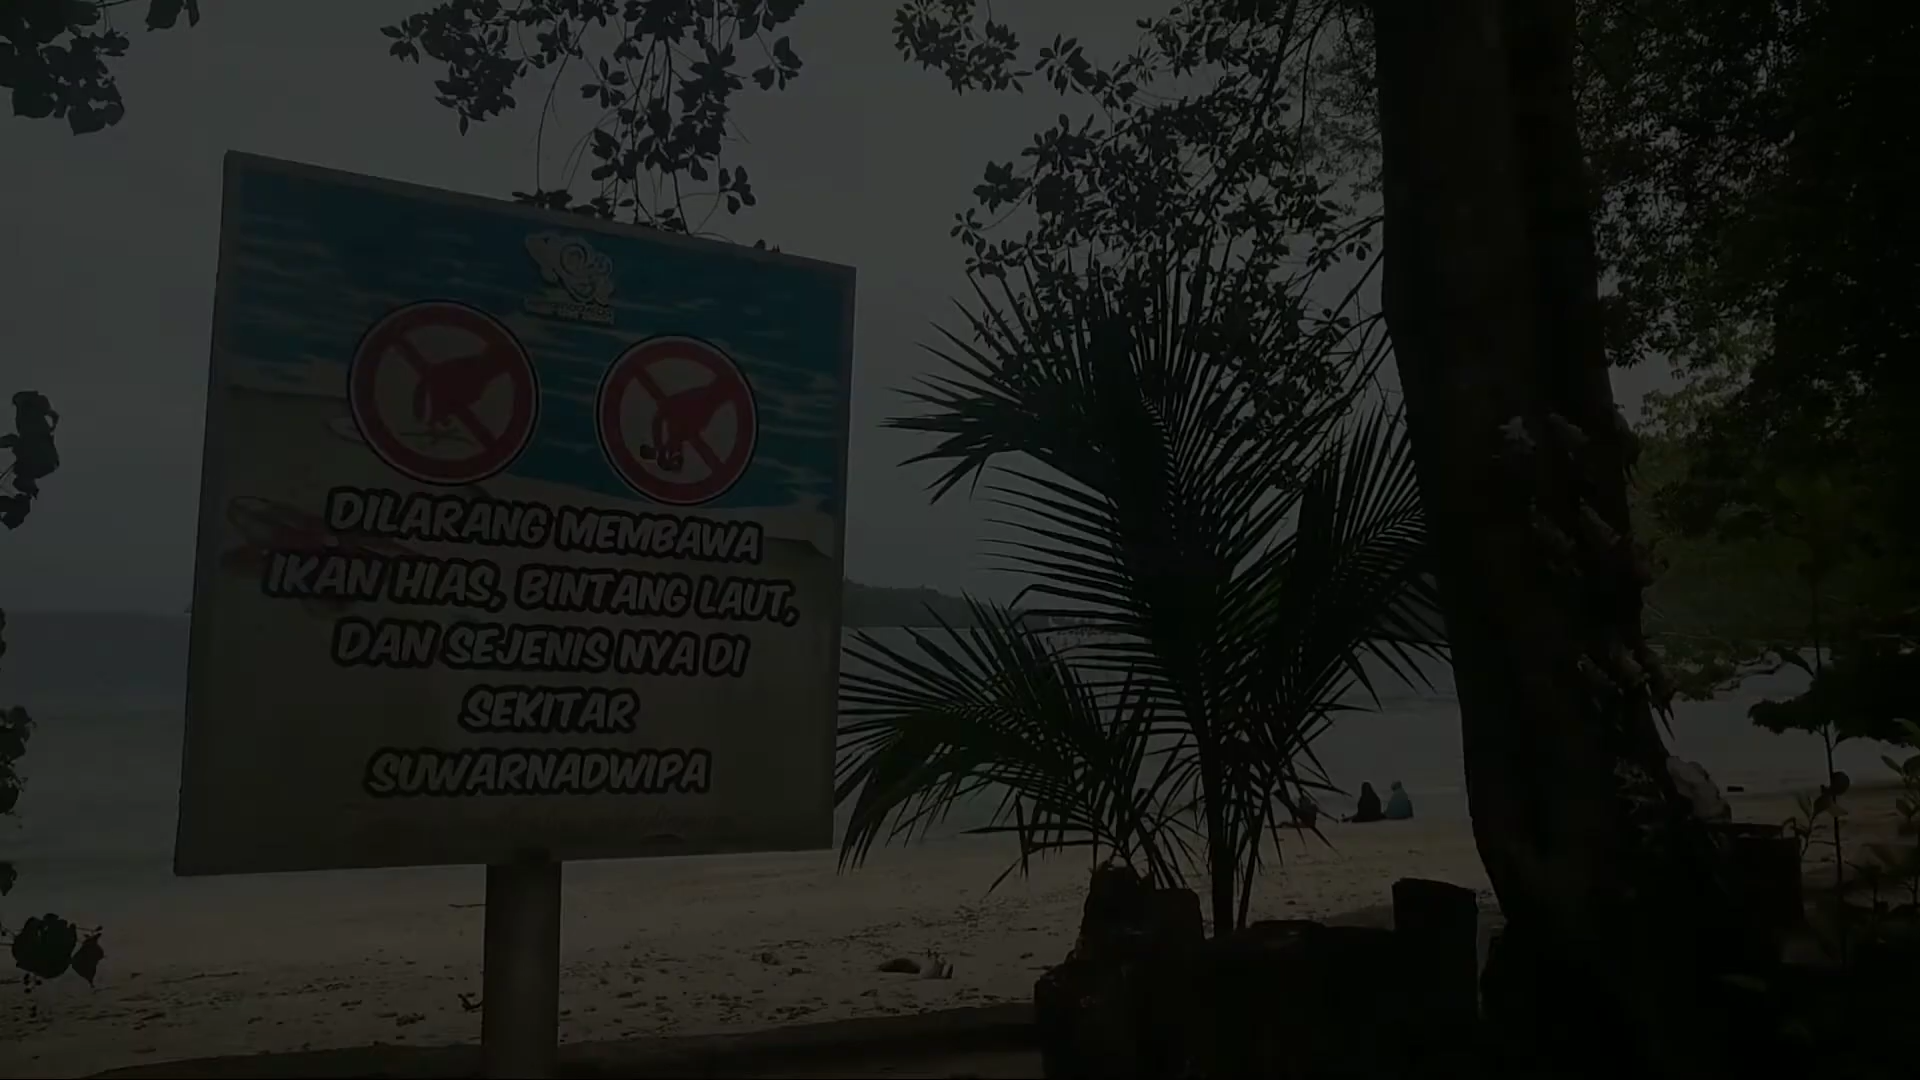 DILARANG MEMBAWA
IKAN HIAS, BINTANG LAUT,
DAN SEJENIS NYA DI
SEKITAR
SUWARNADWIPA